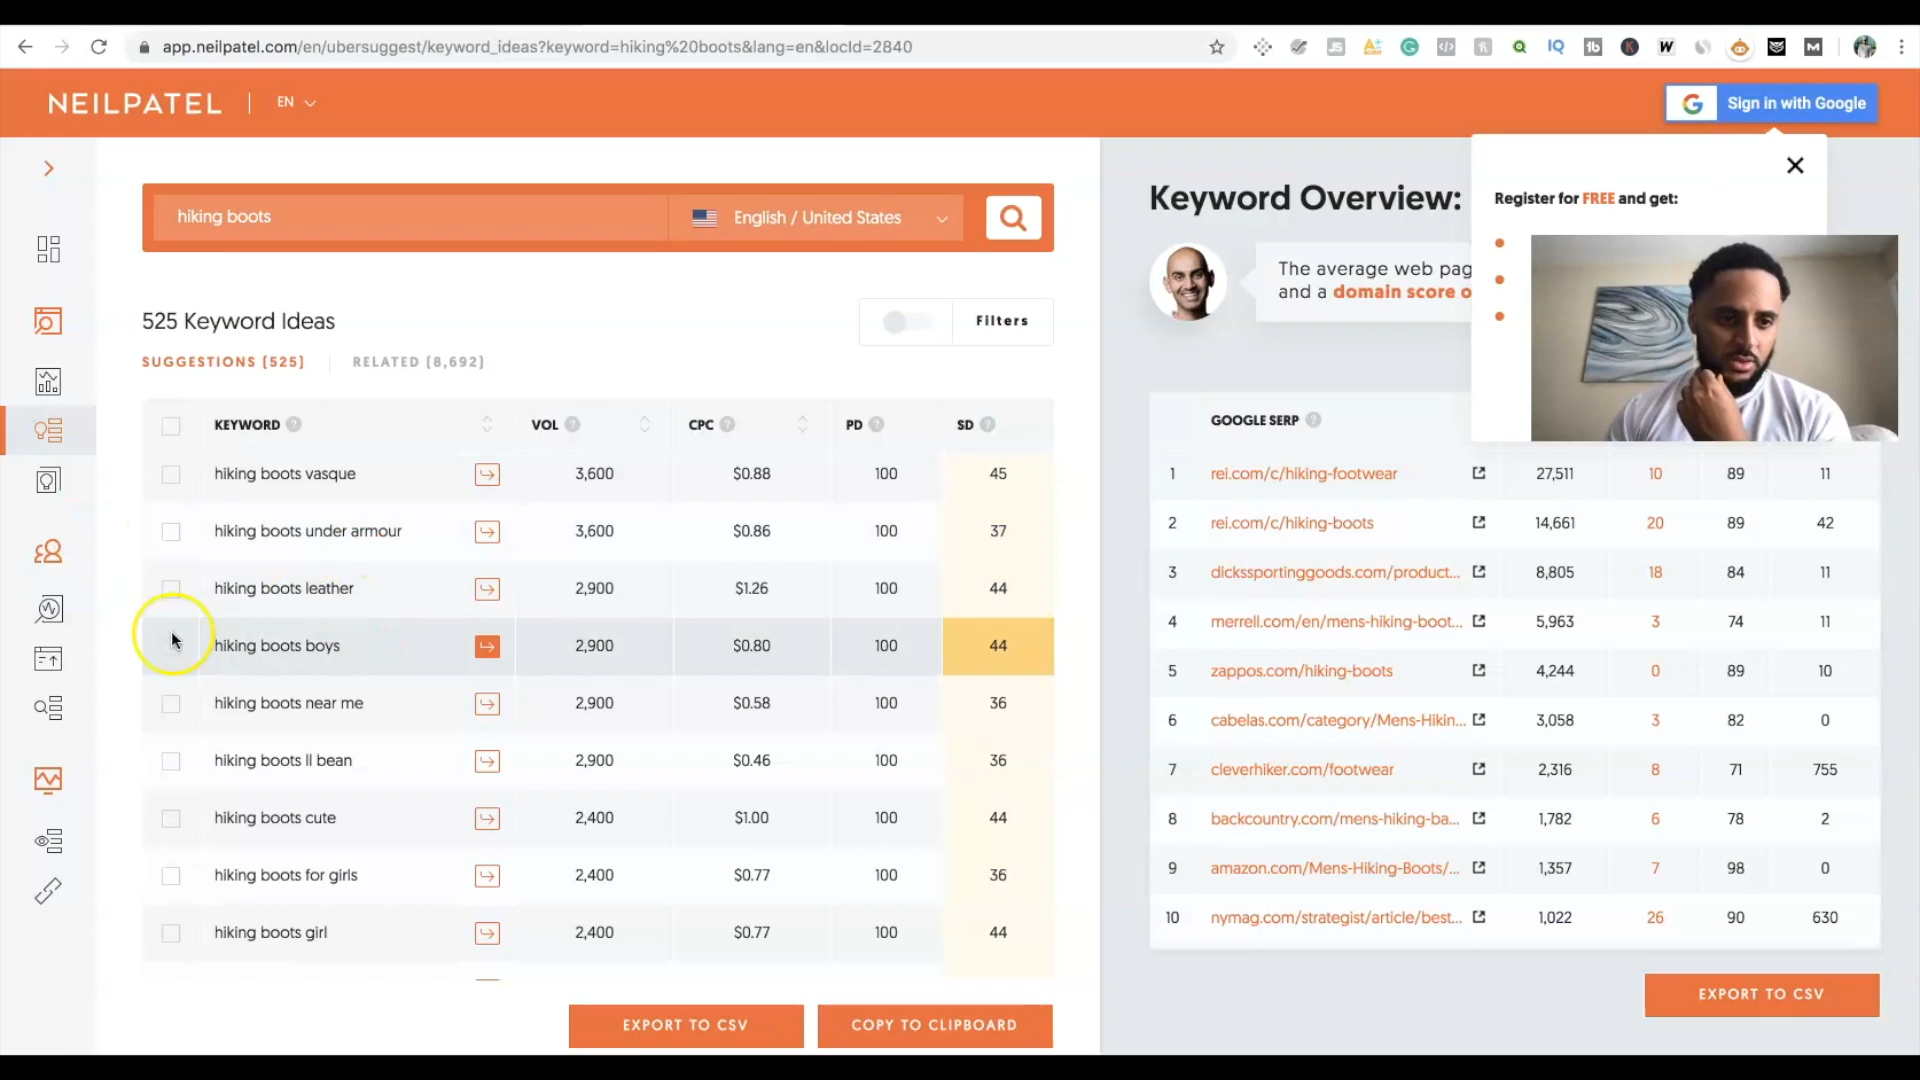 app.neilpatel.com/en/ubersuggest/keyword_ideas?keyword=hiking%20boots&lang=en&locId=2840
NEILPATEL
EN
Sign in with Google
Register for FREE and get:
hiking boots
English / United States
Keyword Overview:
The average web pag
and a domain score o
525 Keyword Ideas
Filters
SUGGESTIONS [525]
RELATED [8,692]
KEYWORD VOL CPC PD SD
hiking boots vasque 3,600 $0.88 100 45
hiking boots under armour 3,600 $0.86 100 37
hiking boots leather 2,900 $1.26 100 44
hiking boots boys 2,900 $0.80 100 44
hiking boots near me 2,900 $0.58 100 36
hiking boots ll bean 2,900 $0.46 100 36
hiking boots cute 2,400 $1.00 100 44
hiking boots for girls 2,400 $0.77 100 36
hiking boots girl 2,400 $0.77 100 44
EXPORT TO CSV
COPY TO CLIPBOARD
GOOGLE SERP
1 rei.com/c/hiking-footwear 27,511 10 89 11
2 rei.com/c/hiking-boots 14,661 20 89 42
3 dickssportinggoods.com/product... 8,805 18 84 11
4 merrell.com/en/mens-hiking-boot... 5,963 3 74 11
5 zappos.com/hiking-boots 4,244 0 89 10
6 cabelas.com/category/Mens-Hikin... 3,058 3 82 0
7 cleverhiker.com/footwear 2,316 8 71 755
8 backcountry.com/mens-hiking-ba... 1,782 6 78 2
9 amazon.com/Mens-Hiking-Boots/... 1,357 7 98 0
10 nymag.com/strategist/article/best... 1,022 26 90 630
EXPORT TO CSV